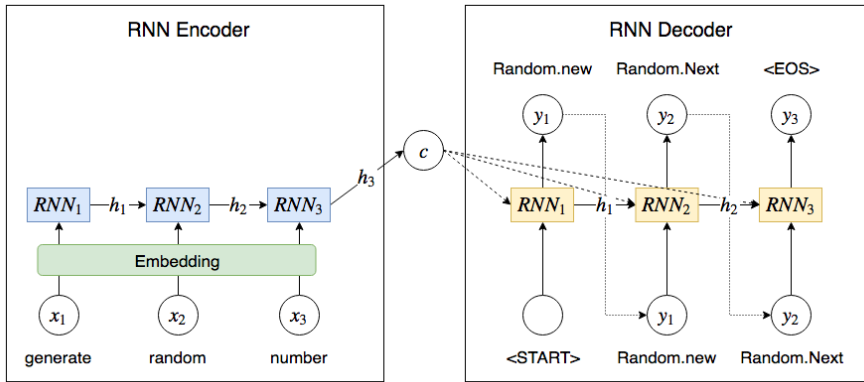 RNN Encoder
RNN Decoder
Random.new
Random.Next
<EOS>
y1
y2
y3
c
h3
RNN1
h1
RNN2
h2
RNN3
RNN1
h1
RNN2
h2
RNN3
Embedding
x1
x2
x3
y1
y2
generate
random
number
<START>
Random.new
Random.Next